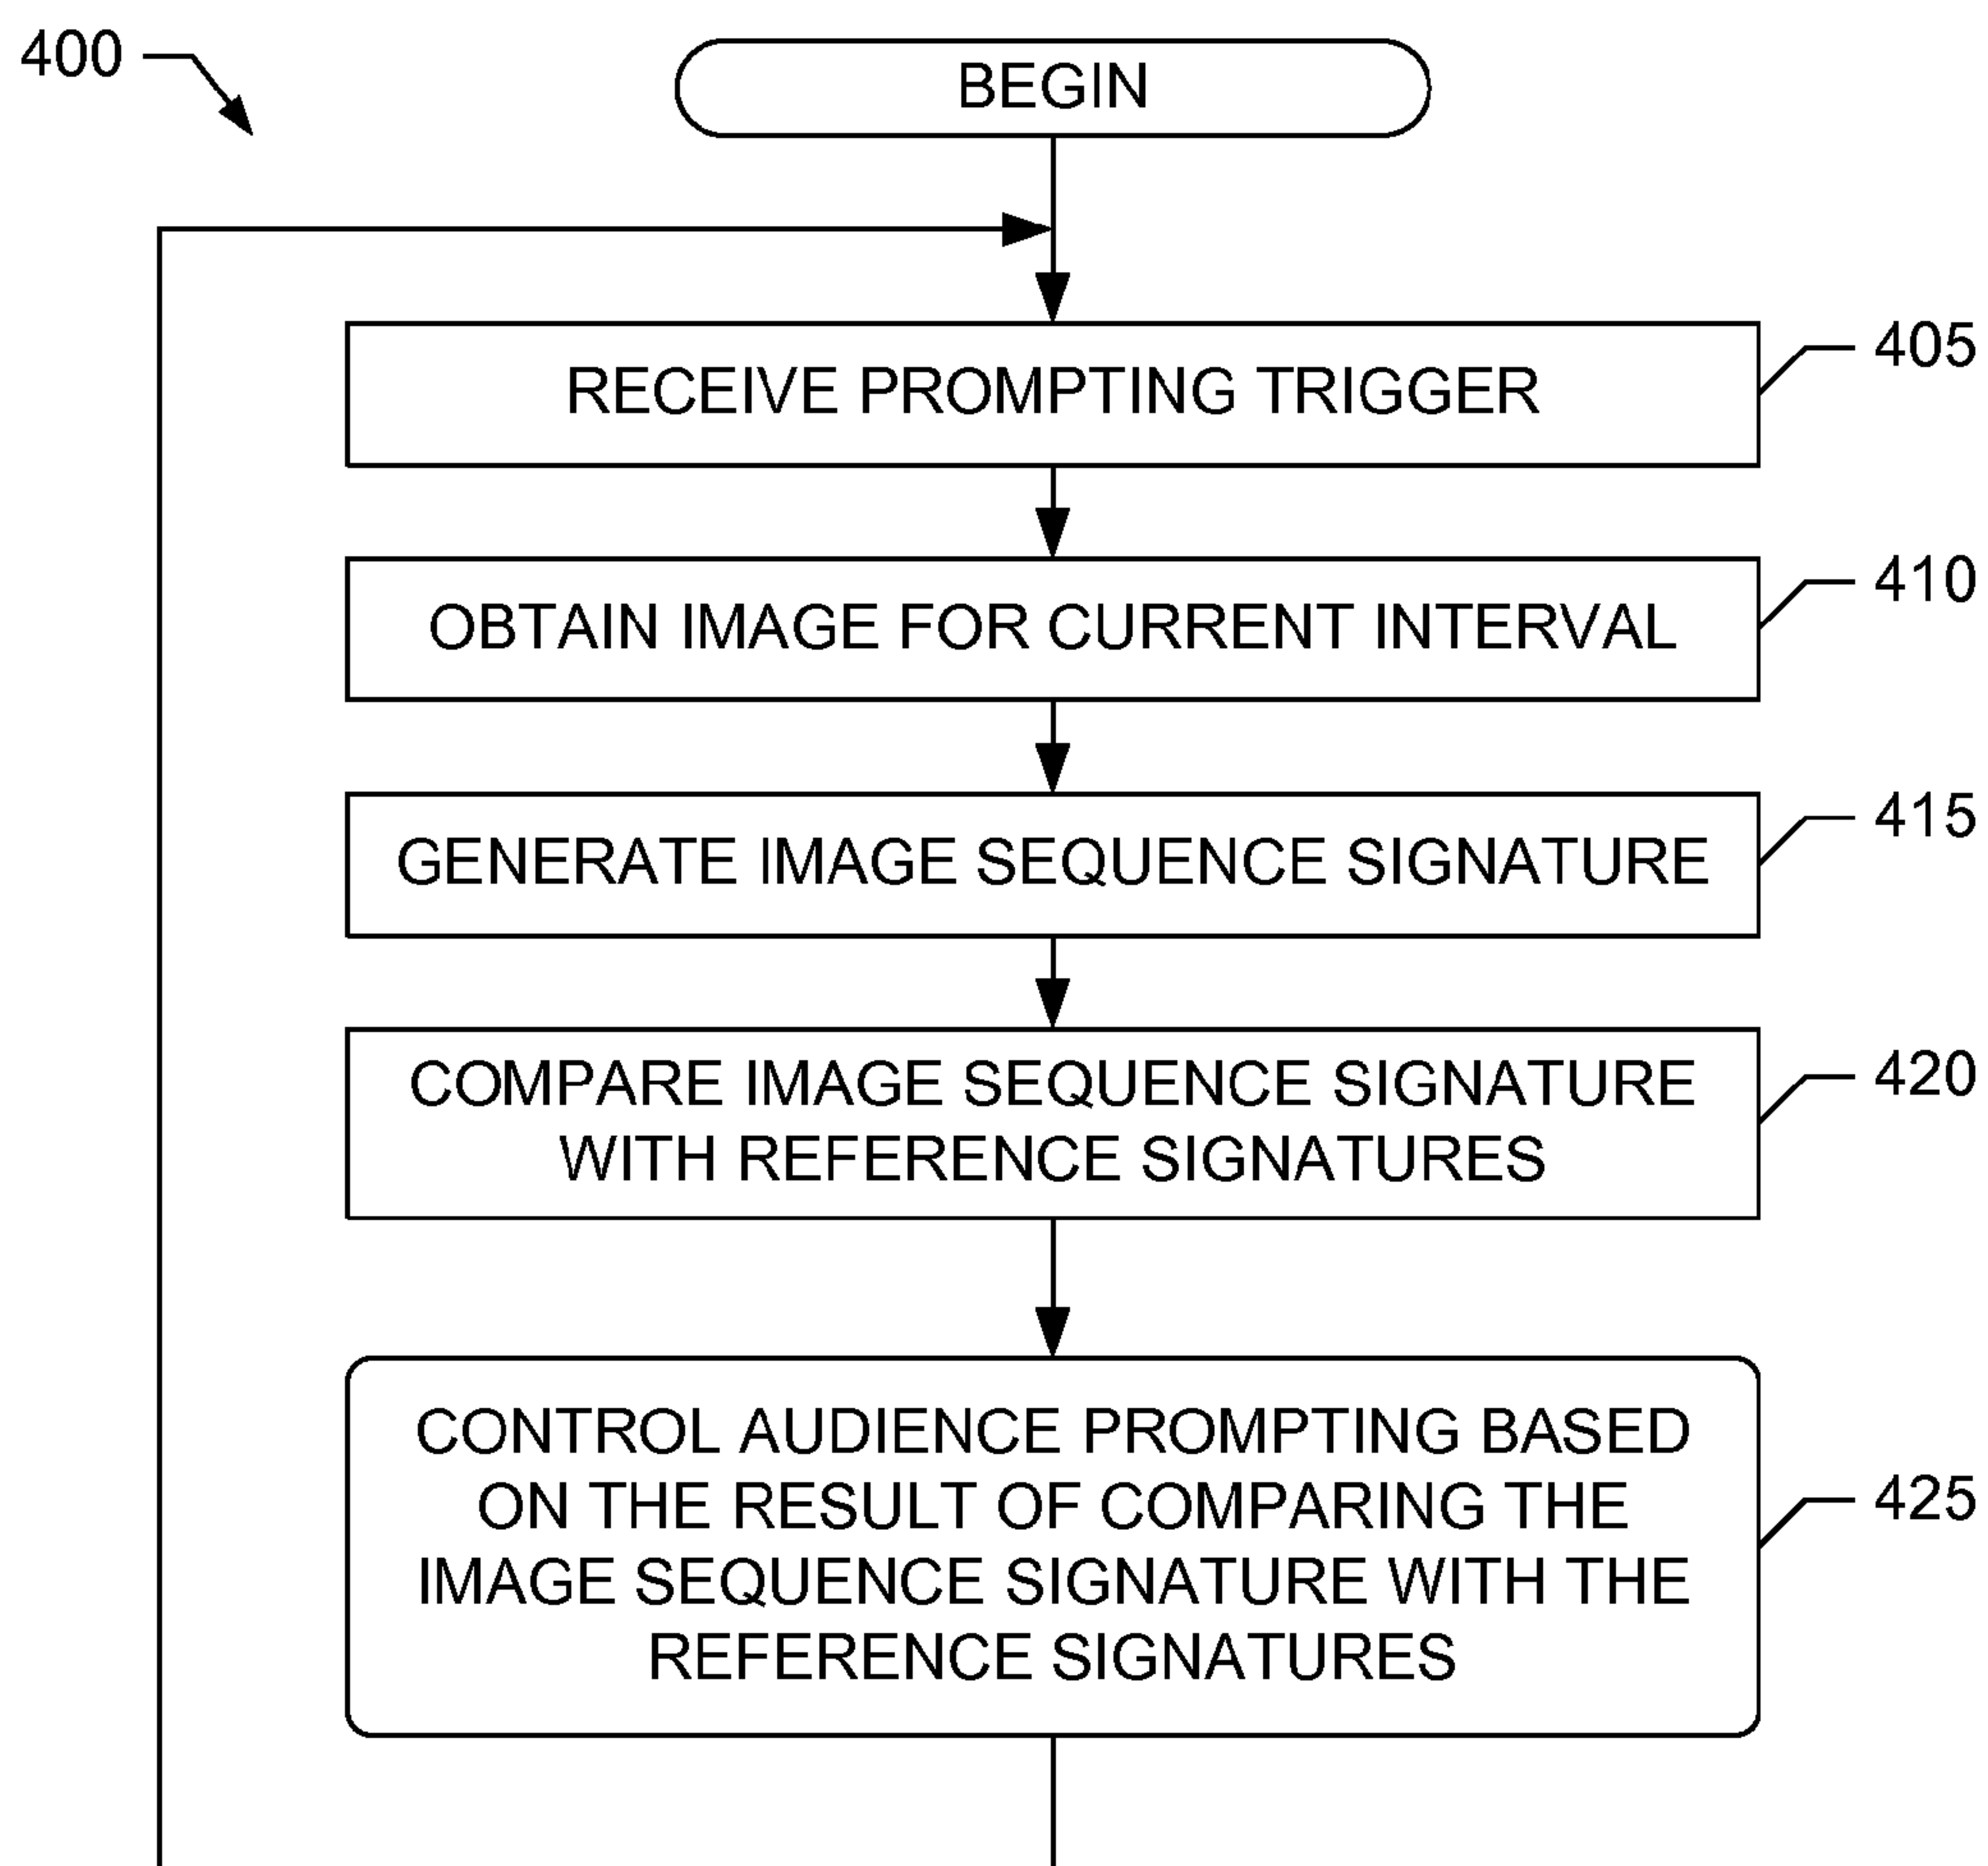 400
BEGIN
RECEIVE PROMPTING TRIGGER
405
OBTAIN IMAGE FOR CURRENT INTERVAL
410
GENERATE IMAGE SEQUENCE SIGNATURE
415
COMPARE IMAGE SEQUENCE SIGNATURE
WITH REFERENCE SIGNATURES
420
CONTROL AUDIENCE PROMPTING BASED
ON THE RESULT OF COMPARING THE
IMAGE SEQUENCE SIGNATURE WITH THE
REFERENCE SIGNATURES
425